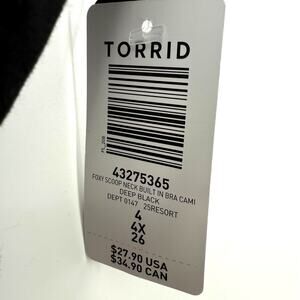 TORRID
43275365
FOXY SCOOP NECK BUILT IN BRA CAMI
DEEP BLACK
DEPT 0147 25RESORT
4
4X
26
$27.90 USA
$34.90 CAN